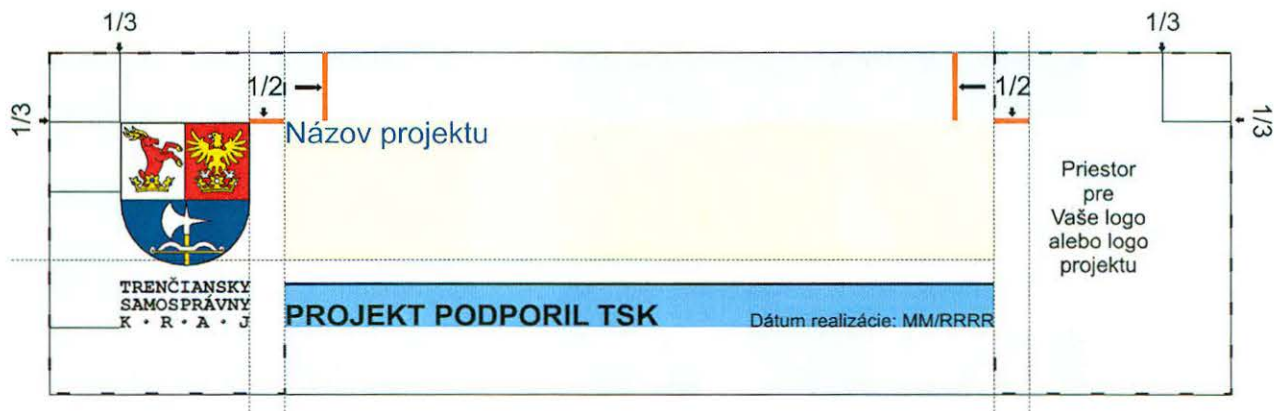 1/3
1/3
1/2
1/2
1/3
1/3
Názov projektu
Priestor
pre
Vaše logo
alebo logo
projektu
TRENČIANSKY
SAMOSPRÁVNY
K · R · A · J
PROJEKT PODPORIL TSK
Dátum realizácie: MM/RRRR